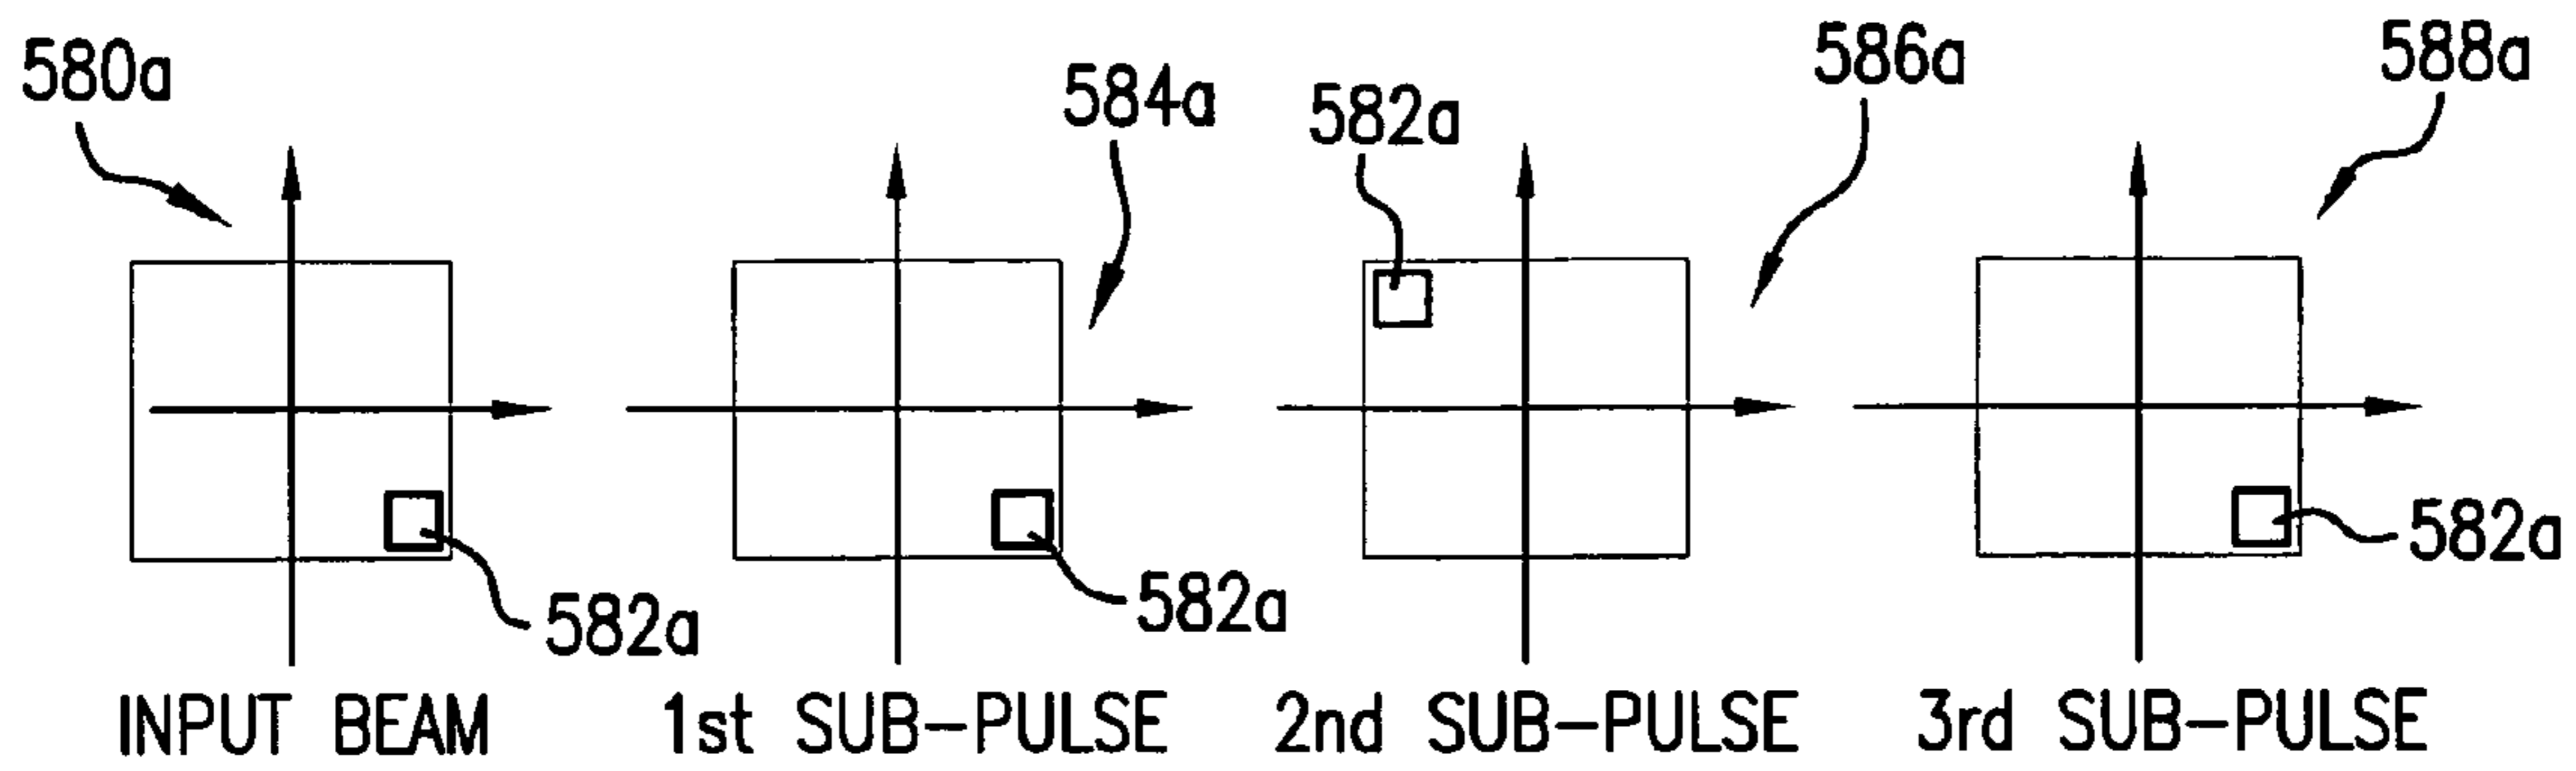 580a
584a
582a
586a
588a
582a
582a
582a
INPUT BEAM
1st SUB-PULSE
2nd SUB-PULSE
3rd SUB-PULSE